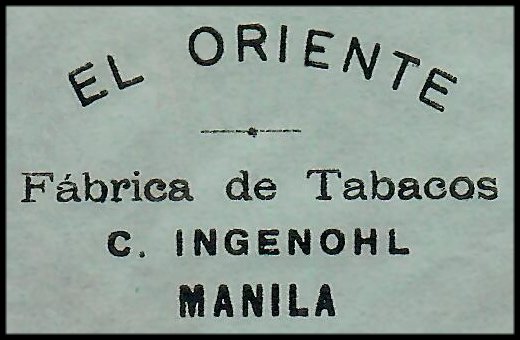 EL ORIENTE
Fábrica de Tabacos
C. INGENOHL
MANILA